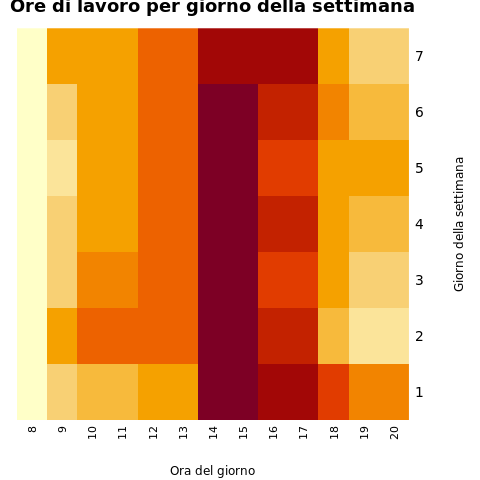 Ore di lavoro per giorno della settimana
7
6
5
4
3
2
1
Giorno della settimana
8 9 10 11 12 13 14 15 16 17 18 19 20
Ora del giorno